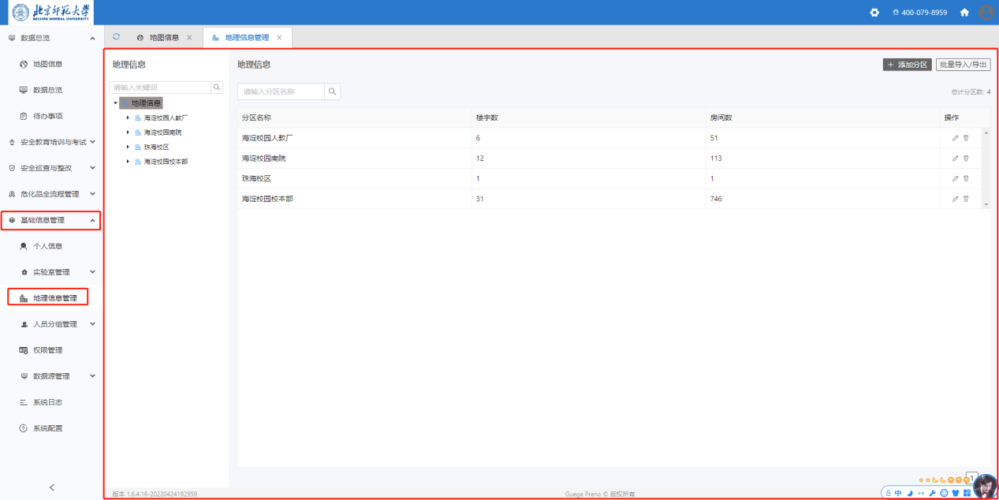 北京师范大学
BEIJING NORMAL UNIVERSITY
400-079-8959
数据总览
地图信息
地理信息管理
地图信息
数据总览
待办事项
安全教育培训与考试
安全巡查与整改
危化品全流程管理
基础信息管理
个人信息
实验室管理
地理信息管理
人员分组管理
权限管理
数据源管理
系统日志
系统配置
地理信息
请输入关键词
地理信息
海淀校园人教厂
海淀校园南院
珠海校区
海淀校园校本部
地理信息
添加分区
批量导入/导出
请输入分区名称
总计分区数: 4
分区名称 楼宇数 房间数 操作
海淀校园人教厂 6 51
海淀校园南院 12 113
珠海校区 1 1
海淀校园校本部 31 746
1
中
版本 1.6.4.16-20220424192959
Guege Preno © 版权所有